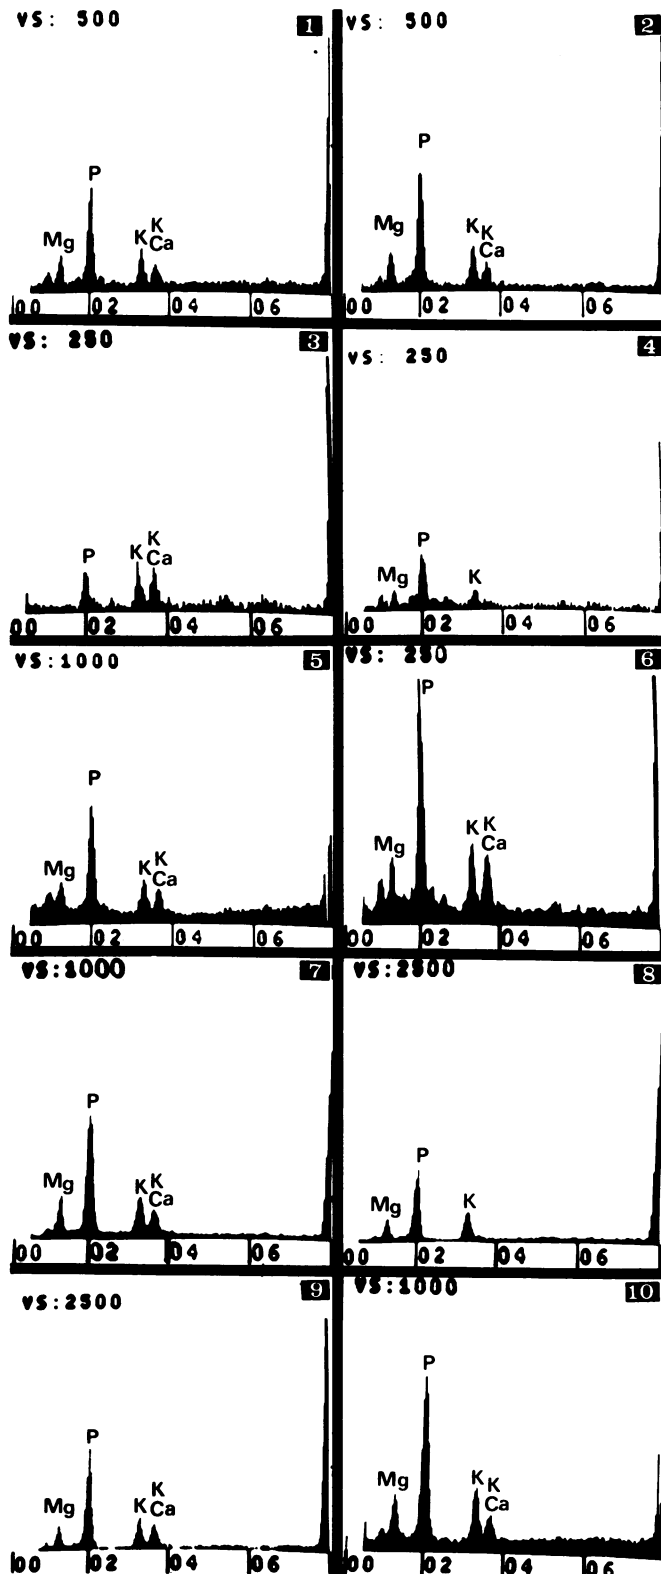 VS: 500 1
P
Mg
K K
Ca
00 02 04 06
VS: 500 2
P
Mg
K K
Ca
00 02 04 06
VS: 250 3
P
K K
Ca
00 02 04 06
VS: 250 4
P
Mg
K
00 02 04 06
VS:1000 5
P
Mg
K K
Ca
00 02 04 06
VS: 250 6
P
Mg
K K
Ca
00 02 04 06
VS:1000 7
P
Mg
K K
Ca
00 02 04 06
VS:2500 8
P
Mg
K
00 02 04 06
VS:2500 9
P
Mg
K K
Ca
00 02 04 06
VS:1000 10
P
Mg
K K
Ca
00 02 04 06